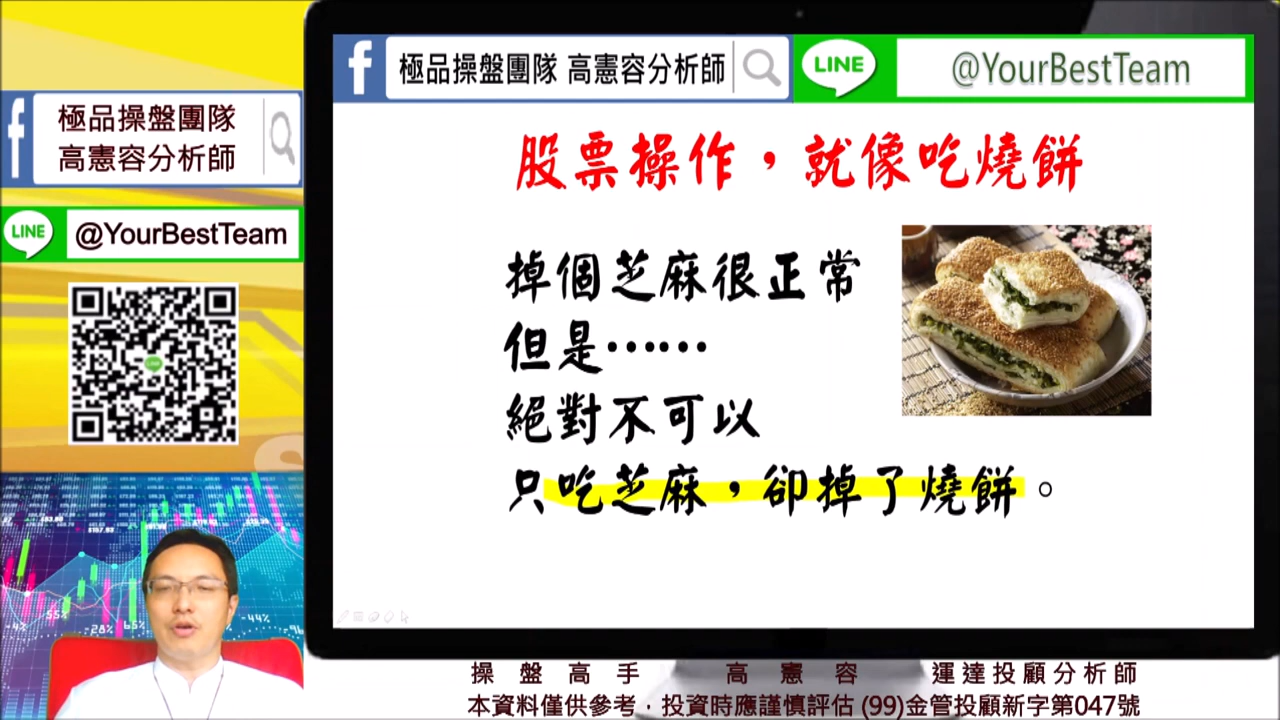 極品操盤團隊 高憲容分析師
LINE
@YourBestTeam
極品操盤團隊
高憲容分析師
LINE
@YourBestTeam
股票操作，就像吃燒餅
掉個芝麻很正常
但是……
絕對不可以
只吃芝麻，卻掉了燒餅。
操盤高手 高憲容 運達投顧分析師
本資料僅供參考，投資時應謹慎評估 (99)金管投顧新字第047號